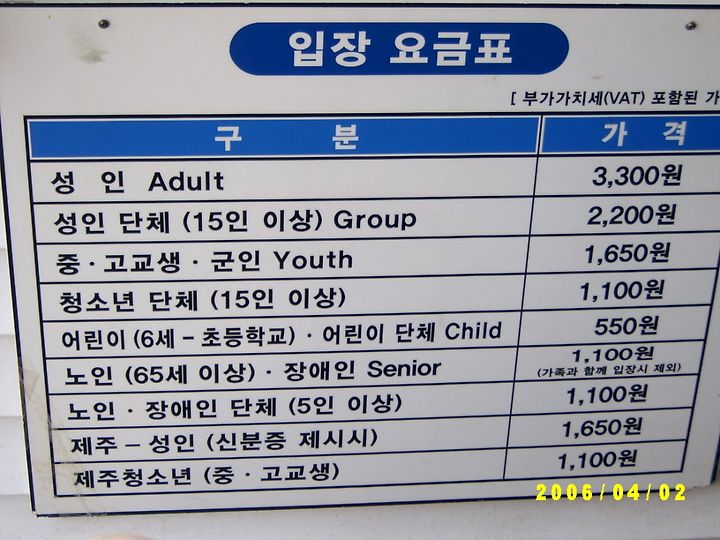 입장 요금표
[ 부가가치세(VAT) 포함된 가
구 분 가 격
성 인 Adult 3,300원
성인 단체 (15인 이상) Group 2,200원
중·고교생·군인 Youth 1,650원
청소년 단체 (15인 이상) 1,100원
어린이 (6세 - 초등학교)·어린이 단체 Child 550원
노인 (65세 이상)·장애인 Senior 1,100원
(가족과 함께 입장시 제외)
노인·장애인 단체 (5인 이상) 1,100원
제주 - 성인 (신분증 제시시) 1,650원
제주청소년 (중·고교생) 1,100원
2006/04/02